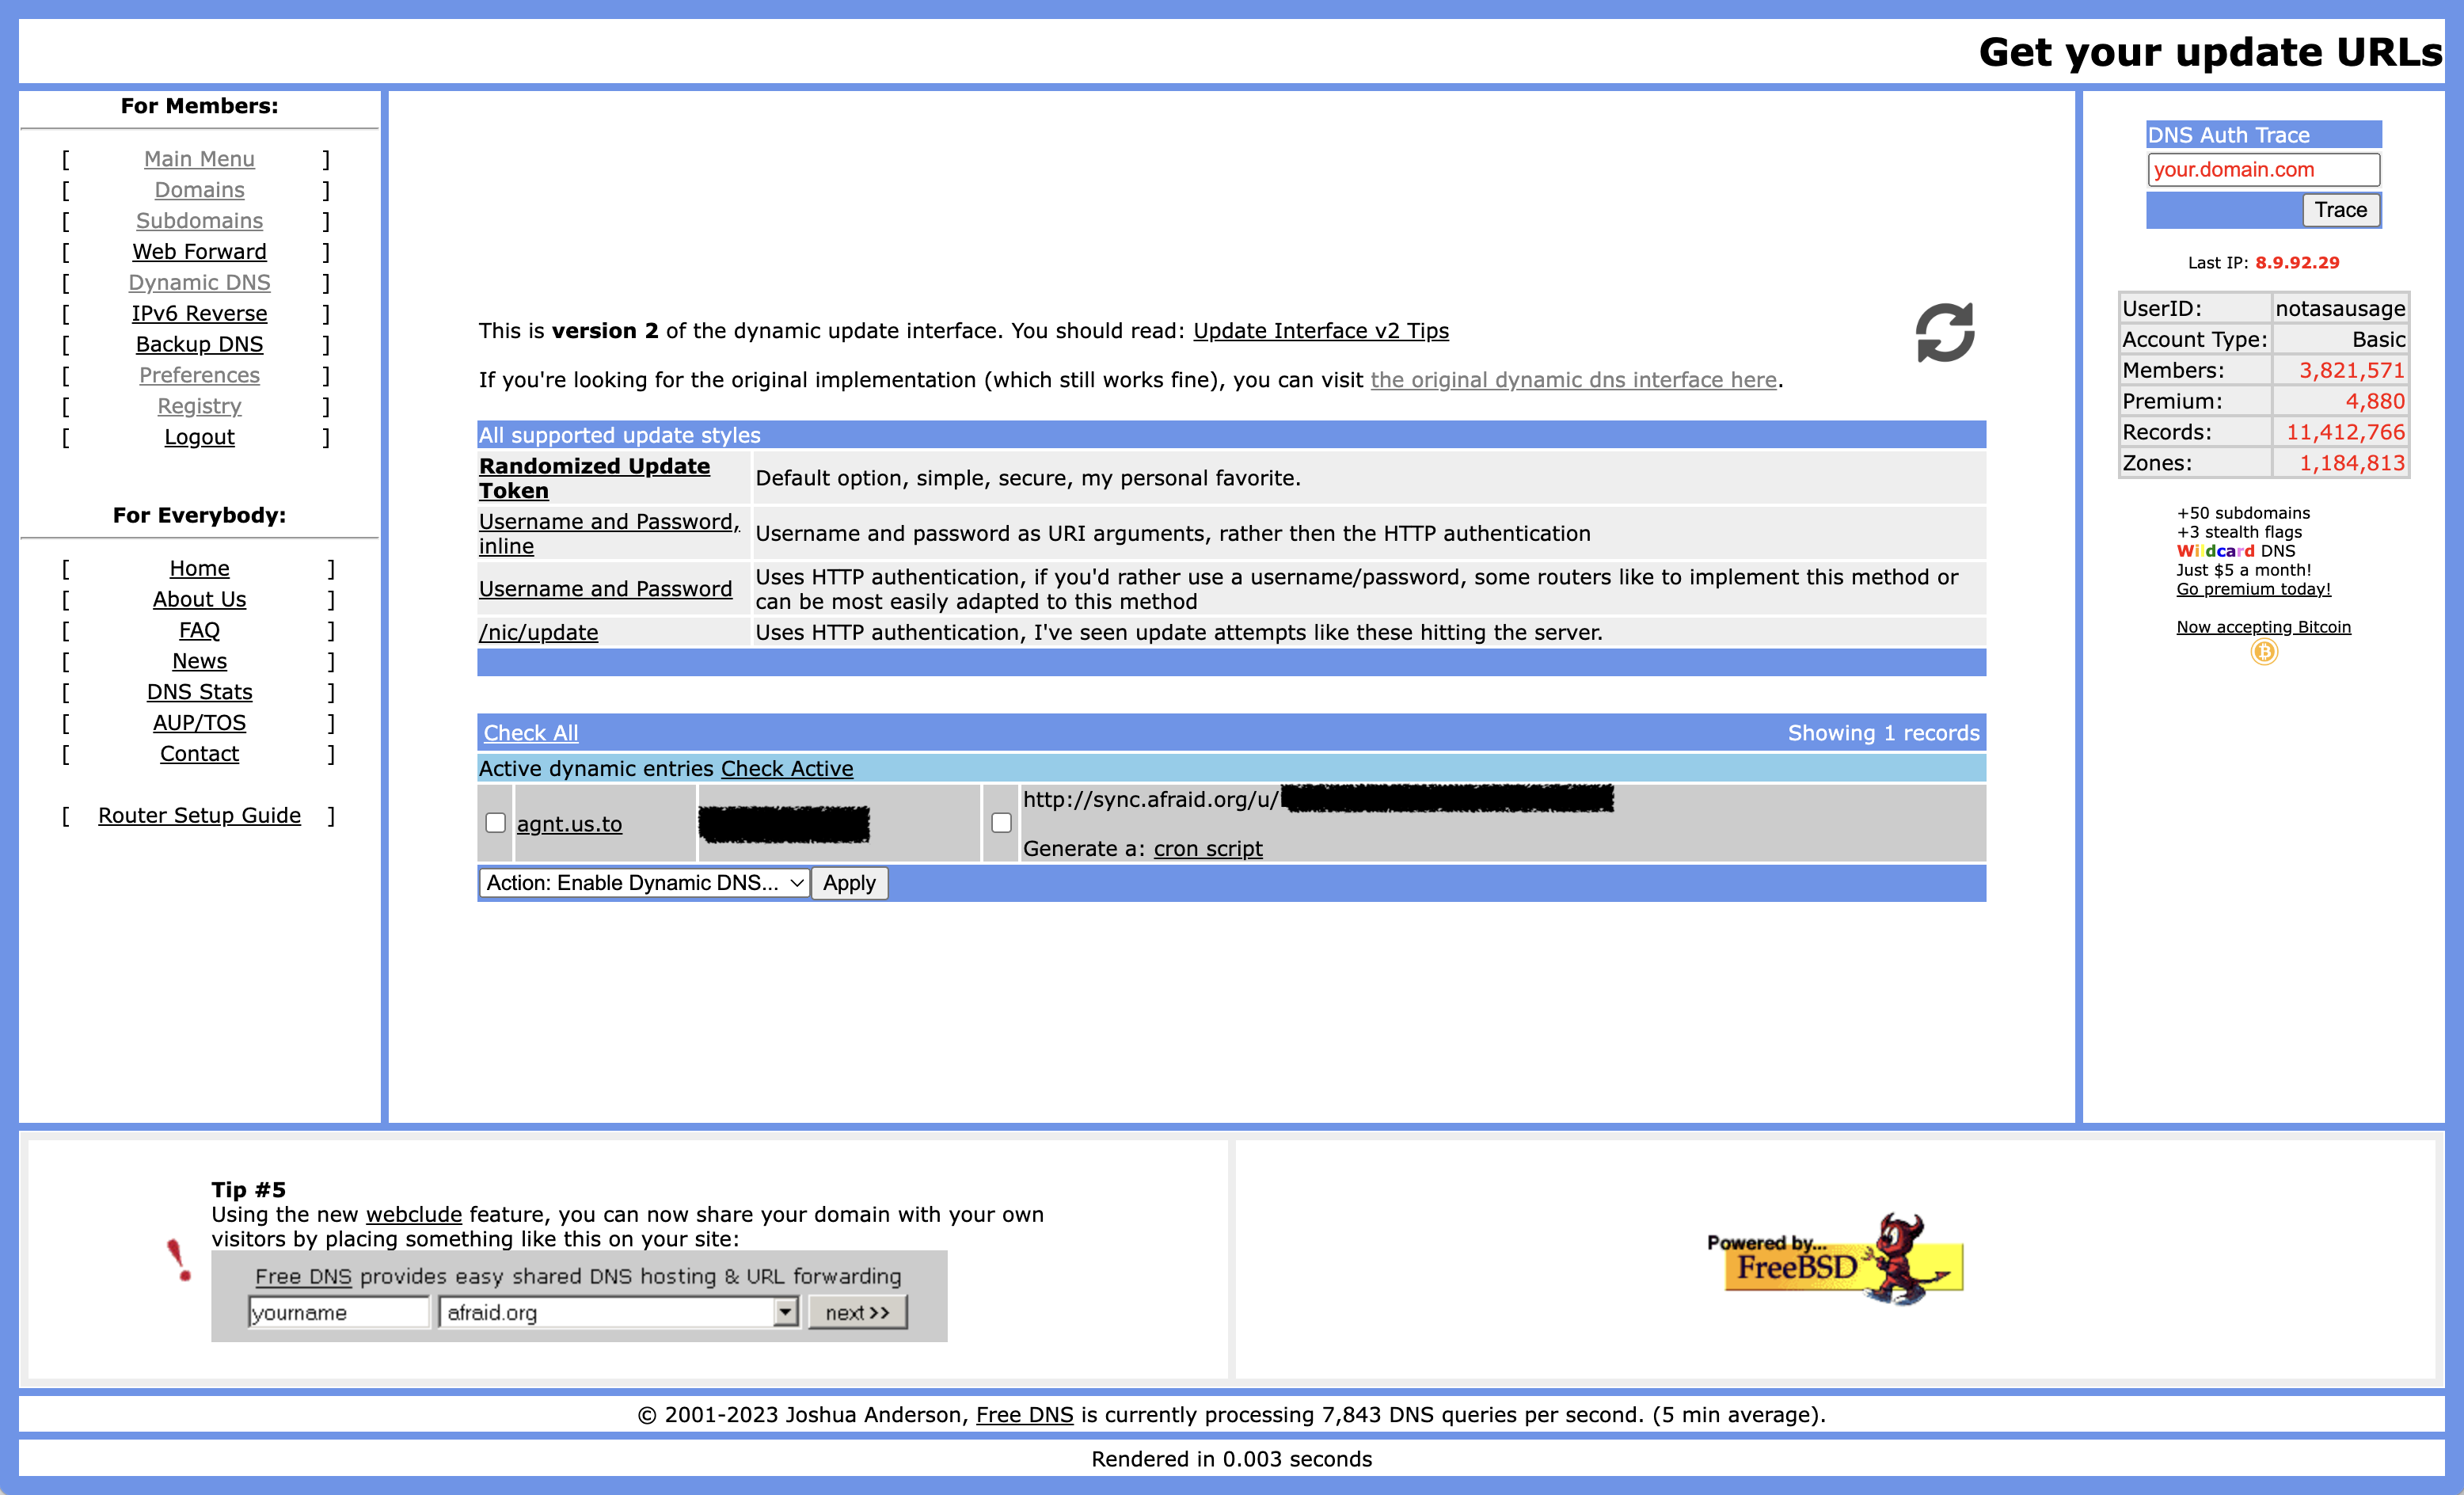 Get your update URLs
For Members:
[ Main Menu ]
[ Domains ]
[ Subdomains ]
[ Web Forward ]
[ Dynamic DNS ]
[ IPv6 Reverse ]
[ Backup DNS ]
[ Preferences ]
[ Registry ]
[ Logout ]
For Everybody:
[ Home ]
[ About Us ]
[ FAQ ]
[ News ]
[ DNS Stats ]
[ AUP/TOS ]
[ Contact ]
[ Router Setup Guide ]
This is version 2 of the dynamic update interface. You should read: Update Interface v2 Tips
If you're looking for the original implementation (which still works fine), you can visit the original dynamic dns interface here.
All supported update styles
Randomized Update
Token
Default option, simple, secure, my personal favorite.
Username and Password,
inline
Username and password as URI arguments, rather then the HTTP authentication
Username and Password
Uses HTTP authentication, if you'd rather use a username/password, some routers like to implement this method or
can be most easily adapted to this method
/nic/update
Uses HTTP authentication, I've seen update attempts like these hitting the server.
Check All
Showing 1 records
Active dynamic entries Check Active
agnt.us.to
http://sync.afraid.org/u/
Generate a: cron script
Action: Enable Dynamic DNS...
Apply
DNS Auth Trace
your.domain.com
Trace
Last IP: 8.9.92.29
UserID: notasausage
Account Type: Basic
Members: 3,821,571
Premium: 4,880
Records: 11,412,766
Zones: 1,184,813
+50 subdomains
+3 stealth flags
Wildcard DNS
Just $5 a month!
Go premium today!
Now accepting Bitcoin
Tip #5
Using the new webclude feature, you can now share your domain with your own
visitors by placing something like this on your site:
Free DNS provides easy shared DNS hosting & URL forwarding
yourname
afraid.org
next >>
Powered by...
FreeBSD
© 2001-2023 Joshua Anderson, Free DNS is currently processing 7,843 DNS queries per second. (5 min average).
Rendered in 0.003 seconds